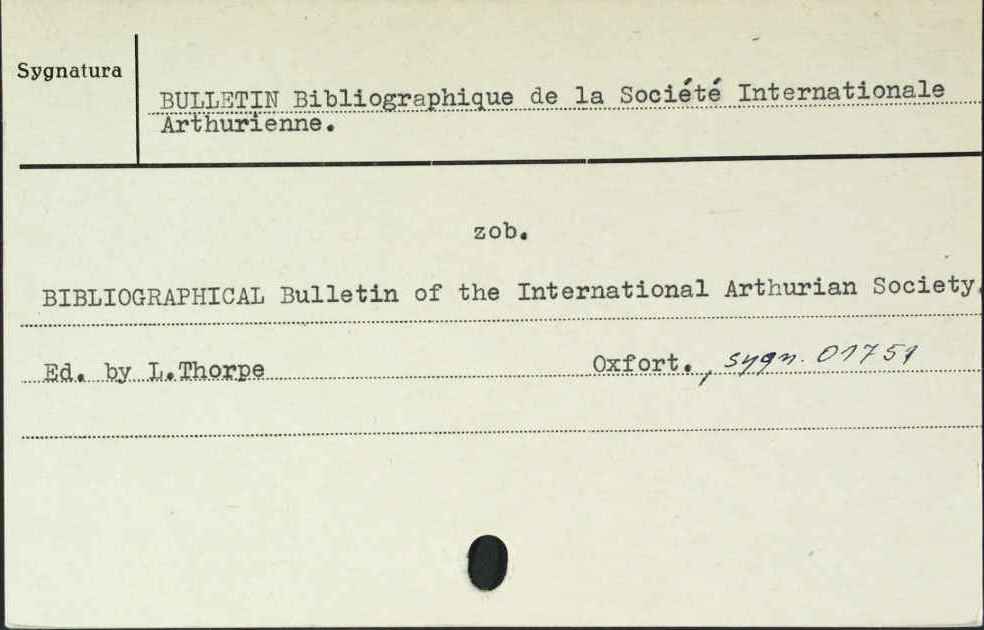 Sygnatura
BULLETIN Bibliographique de la Société Internationale
Arthurienne.
zob.
BIBLIOGRAPHICAL Bulletin of the International Arthurian Society.
Ed. by L.Thorpe Oxfort., sygn. 01751